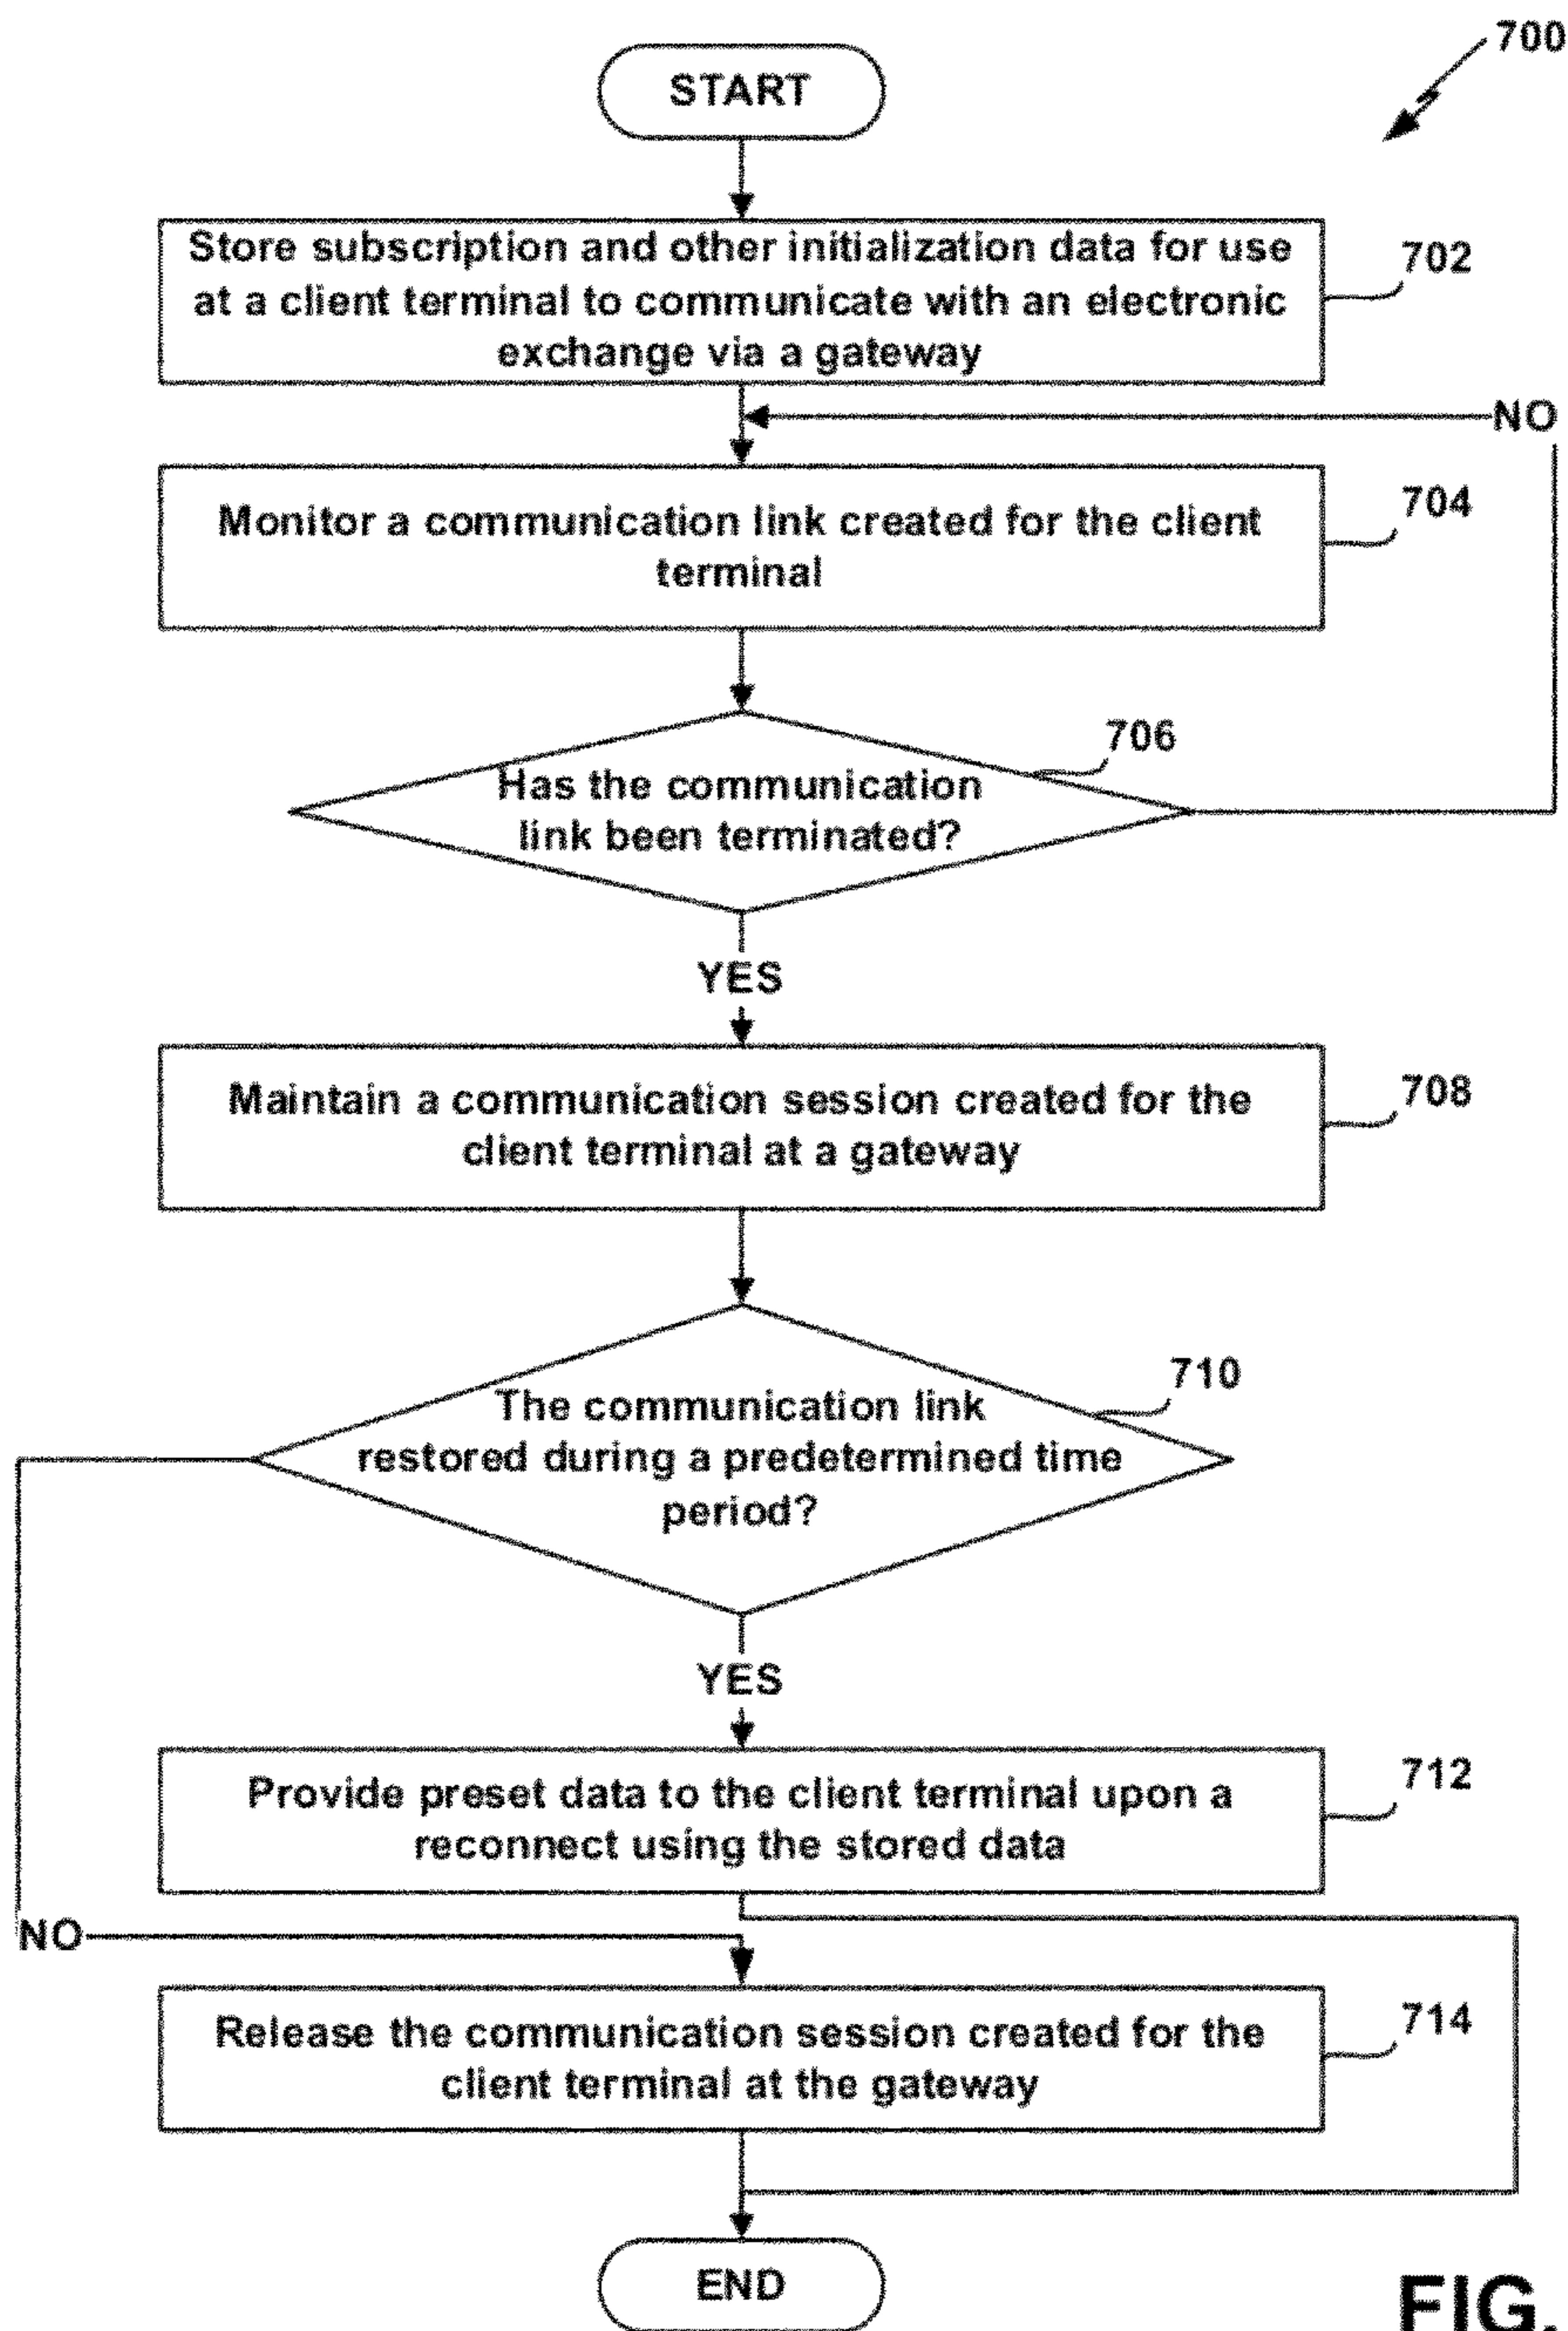 700
START
Store subscription and other initialization data for use
at a client terminal to communicate with an electronic
exchange via a gateway
702
NO
Monitor a communication link created for the client
terminal
704
706
Has the communication
link been terminated?
YES
Maintain a communication session created for the
client terminal at a gateway
708
710
The communication link
restored during a predetermined time
period?
YES
Provide preset data to the client terminal upon a
reconnect using the stored data
712
NO
Release the communication session created for the
client terminal at the gateway
714
END
FIG.